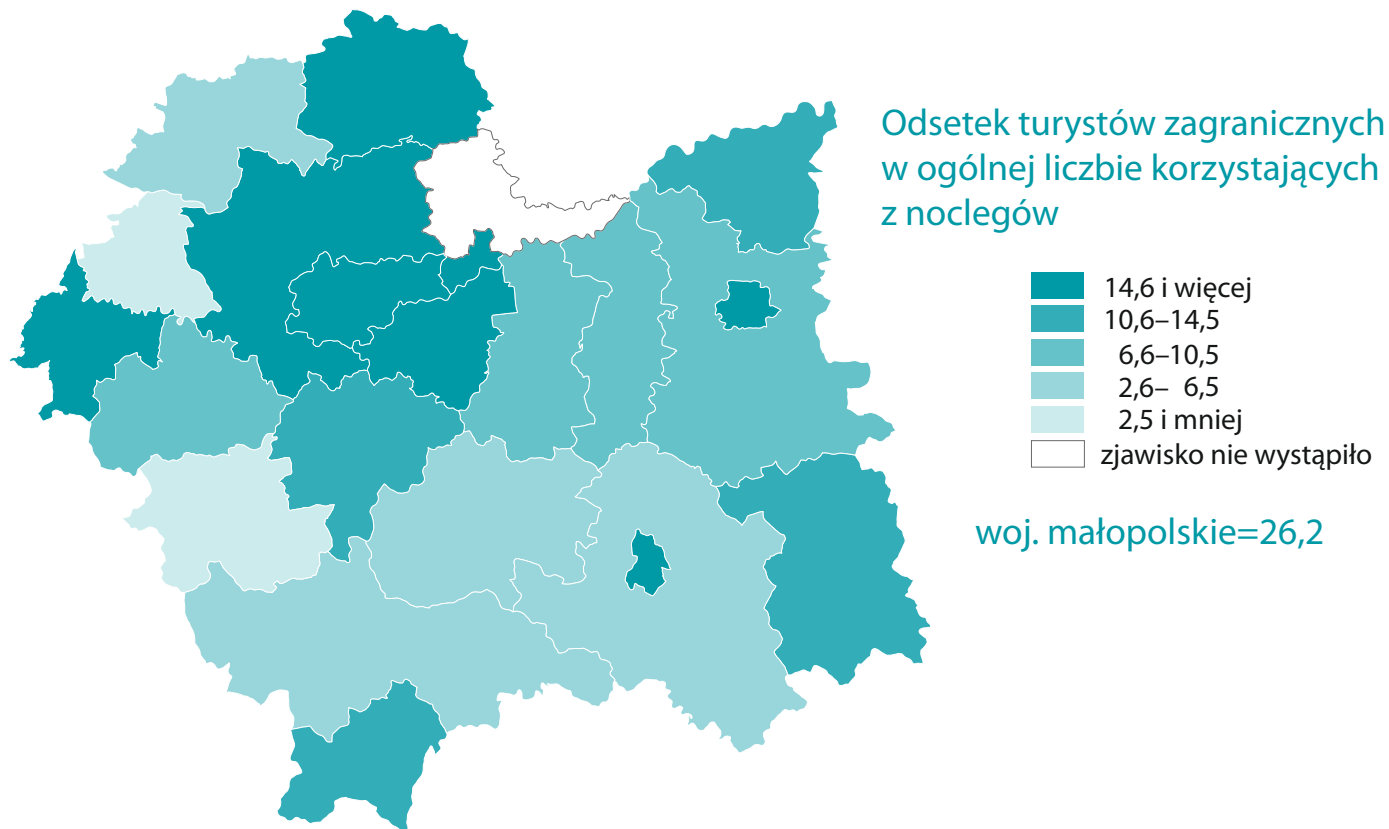 Odsetek turystów zagranicznych
w ogólnej liczbie korzystających
z noclegów
14,6 i więcej
10,6–14,5
6,6–10,5
2,6– 6,5
2,5 i mniej
zjawisko nie wystąpiło
woj. małopolskie=26,2